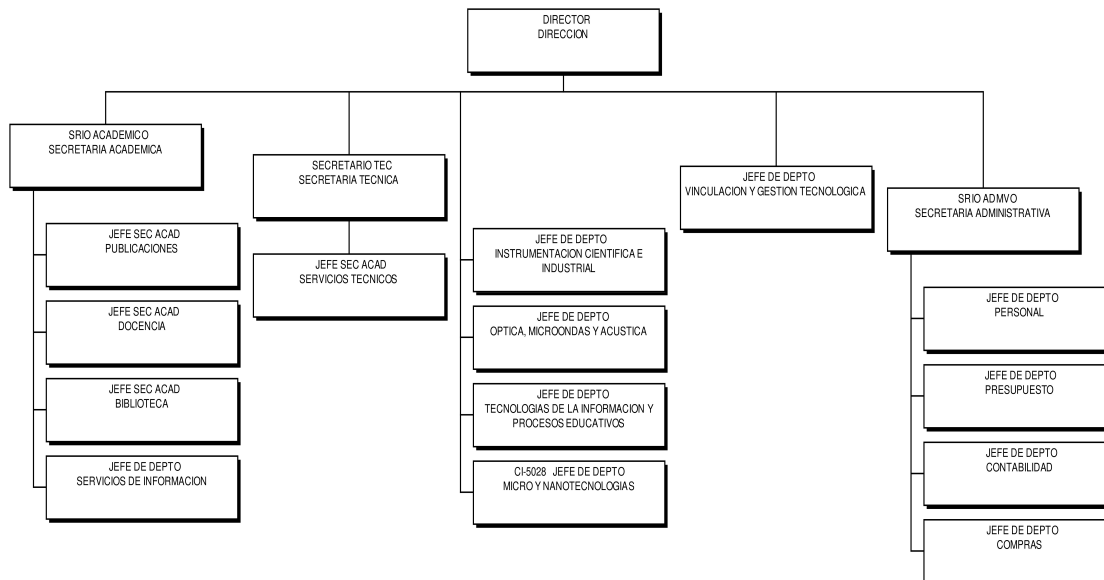 DIRECTOR
DIRECCION
SRIO ACADEMICO
SECRETARIA ACADEMICA
SECRETARIO TEC
SECRETARIA TECNICA
JEFE DE DEPTO
VINCULACION Y GESTION TECNOLOGICA
SRIO ADMVO
SECRETARIA ADMINISTRATIVA
JEFE SEC ACAD
PUBLICACIONES
JEFE SEC ACAD
DOCENCIA
JEFE SEC ACAD
BIBLIOTECA
JEFE DE DEPTO
SERVICIOS DE INFORMACION
JEFE SEC ACAD
SERVICIOS TECNICOS
JEFE DE DEPTO
INSTRUMENTACION CIENTIFICA E
INDUSTRIAL
JEFE DE DEPTO
OPTICA, MICROONDAS Y ACUSTICA
JEFE DE DEPTO
TECNOLOGIAS DE LA INFORMACION Y
PROCESOS EDUCATIVOS
CI-5028 JEFE DE DEPTO
MICRO Y NANOTECNOLOGIAS
JEFE DE DEPTO
PERSONAL
JEFE DE DEPTO
PRESUPUESTO
JEFE DE DEPTO
CONTABILIDAD
JEFE DE DEPTO
COMPRAS